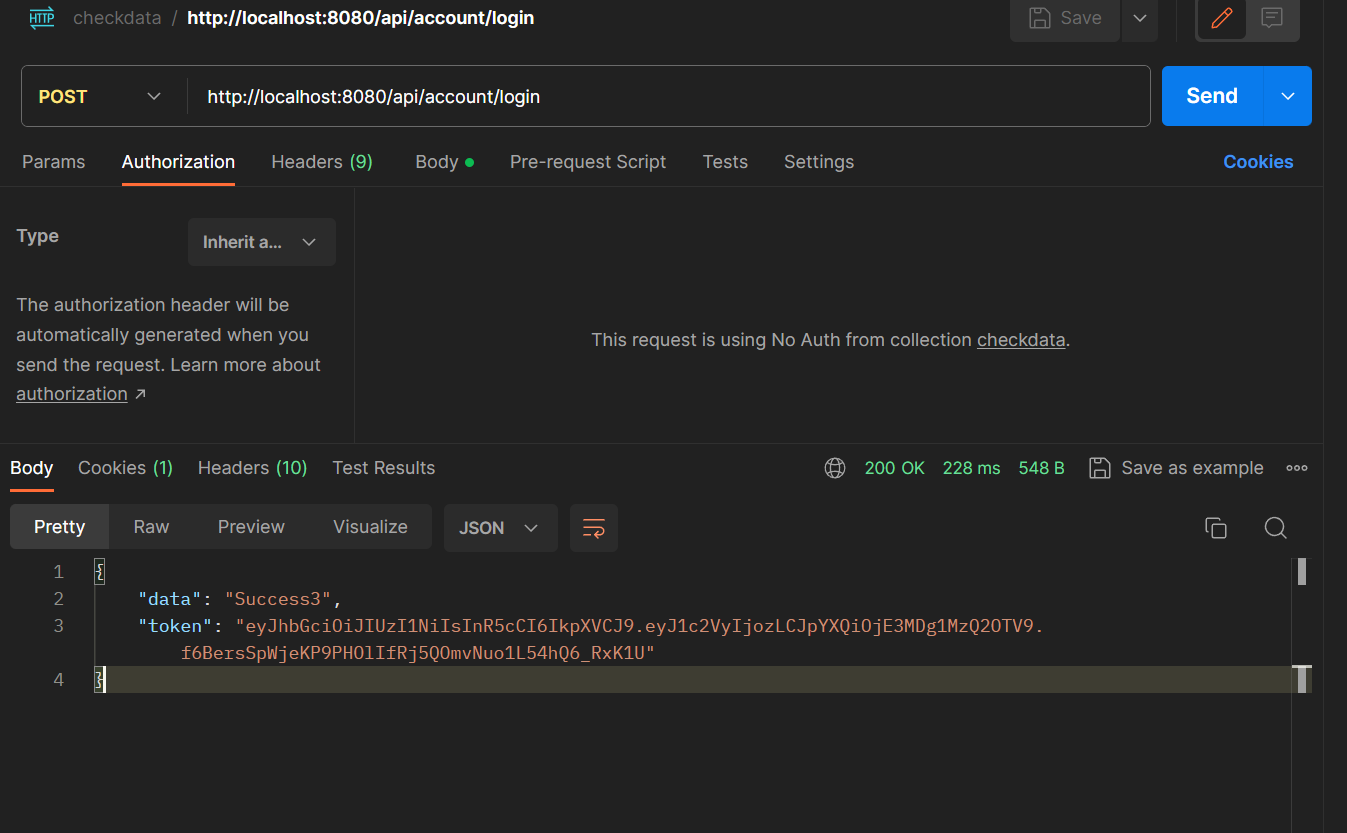 HTTP checkdata / http://localhost:8080/api/account/login Save
POST http://localhost:8080/api/account/login Send
Params Authorization Headers (9) Body Pre-request Script Tests Settings Cookies
Type Inherit a...
The authorization header will be
automatically generated when you
send the request. Learn more about
authorization ↗
This request is using No Auth from collection checkdata.
Body Cookies (1) Headers (10) Test Results 200 OK 228 ms 548 B Save as example
Pretty Raw Preview Visualize JSON
1 {
2 "data": "Success3",
3 "token": "eyJhbGciOiJIUzI1NiIsInR5cCI6IkpXVCJ9.eyJ1c2VyIjozLCJpYXQiOjE3MDg1MzQ2OTV9.
f6BersSpWjeKP9PHOlIfRj5QOmvNuo1L54hQ6_RxK1U"
4 }